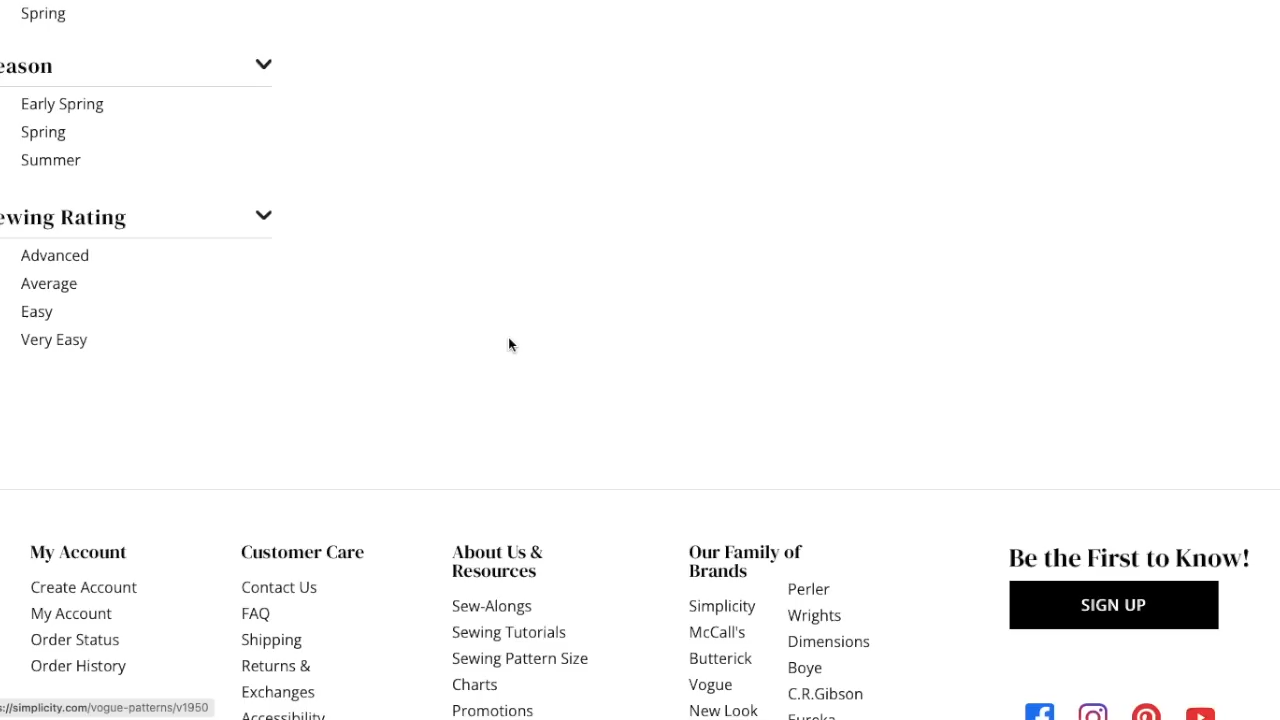 Spring
eason
Early Spring
Spring
Summer
ewing Rating
Advanced
Average
Easy
Very Easy
My Account
Create Account
My Account
Order Status
Order History
Customer Care
Contact Us
FAQ
Shipping
Returns &
Exchanges
Accessibility
About Us &
Resources
Sew-Alongs
Sewing Tutorials
Sewing Pattern Size
Charts
Promotions
Our Family of
Brands
Simplicity
McCall's
Butterick
Vogue
New Look
Perler
Wrights
Dimensions
Boye
C.R.Gibson
Eureka
Be the First to Know!
SIGN UP
s://simplicity.com/vogue-patterns/v1950